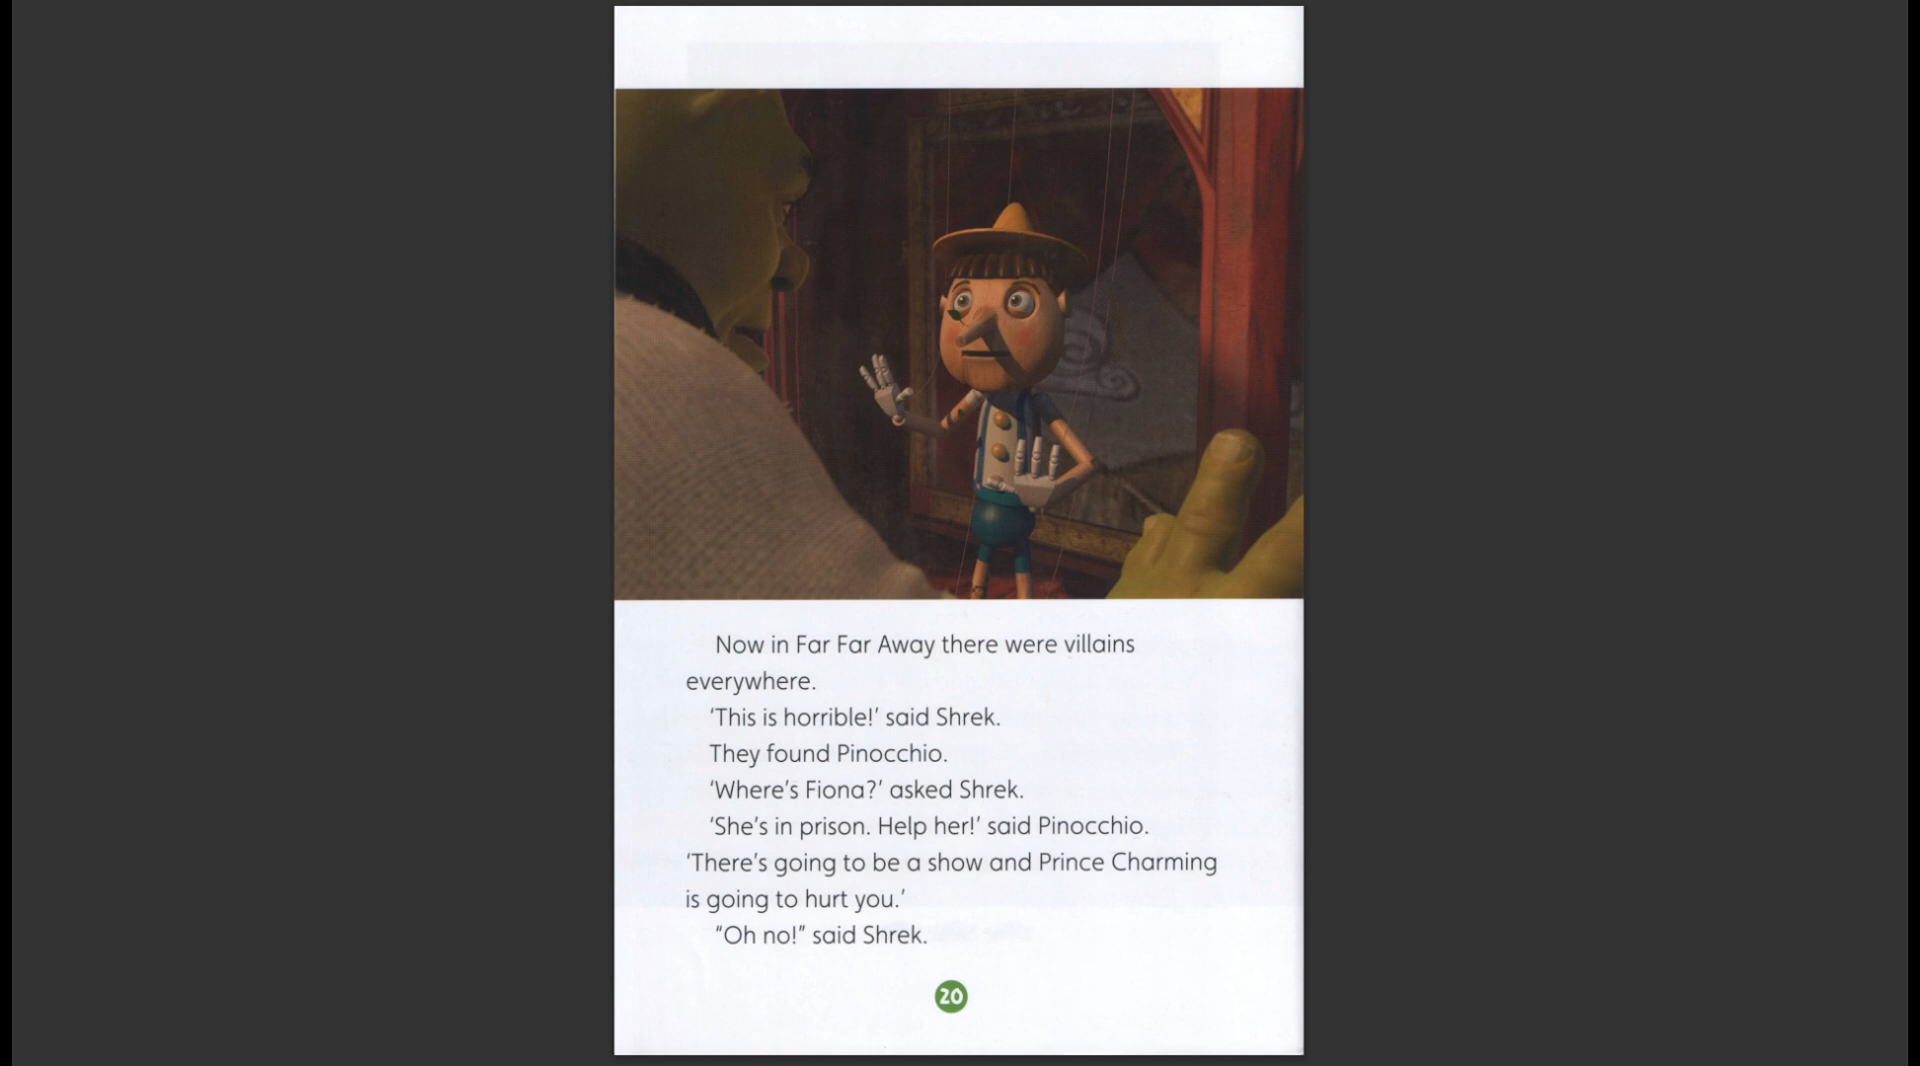 Now in Far Far Away there were villains
everywhere.
‘This is horrible!’ said Shrek.
They found Pinocchio.
‘Where’s Fiona?’ asked Shrek.
‘She’s in prison. Help her!’ said Pinocchio.
‘There’s going to be a show and Prince Charming
is going to hurt you.’
“Oh no!” said Shrek.
20